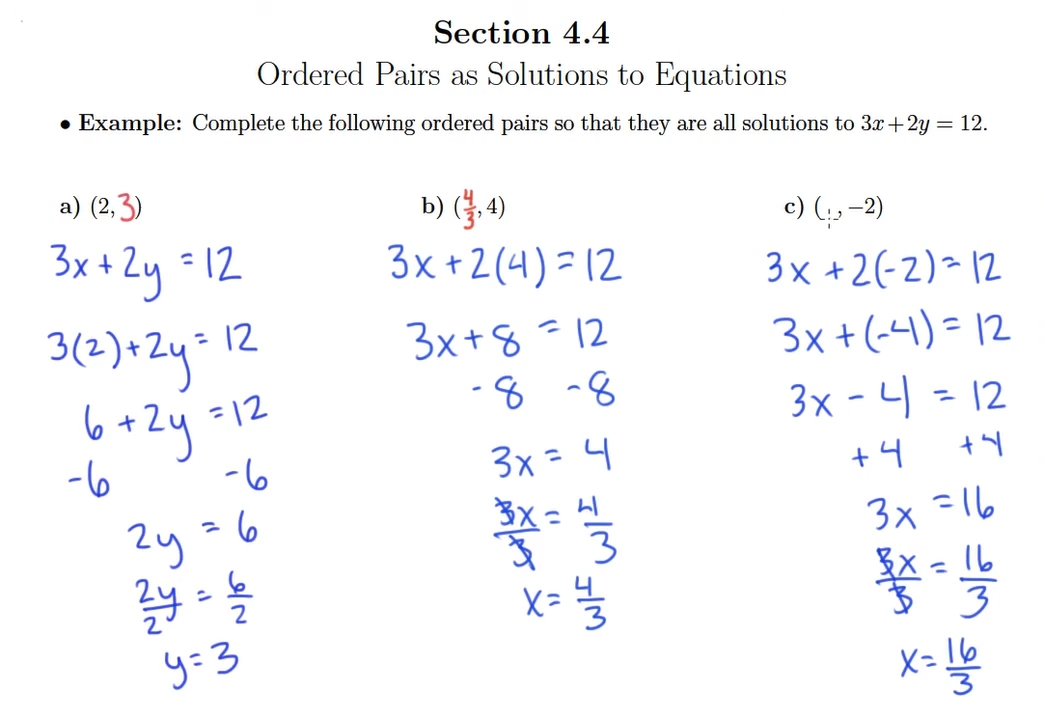 Section 4.4
Ordered Pairs as Solutions to Equations
• Example: Complete the following ordered pairs so that they are all solutions to 3x + 2y = 12.
a) (2, 3)
3x + 2y = 12
3(2) + 2y = 12
6 + 2y = 12
-6 -6
2y = 6
2y/2 = 6/2
y = 3
b) (4/3, 4)
3x + 2(4) = 12
3x + 8 = 12
-8 -8
3x = 4
3x/3 = 4/3
x = 4/3
c) ( , −2)
3x + 2(-2) = 12
3x + (-4) = 12
3x - 4 = 12
+4 +4
3x = 16
3x/3 = 16/3
x = 16/3